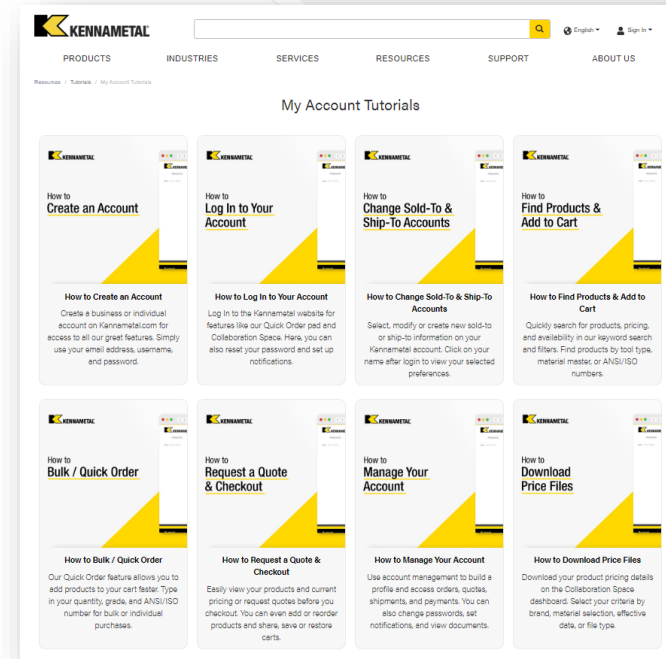 KENNAMETAL
English
Sign In
PRODUCTS INDUSTRIES SERVICES RESOURCES SUPPORT ABOUT US
Resources / Tutorials / My Account Tutorials
My Account Tutorials
KENNAMETAL
How to
Create an Account
How to Create an Account
Create a business or individual
account on Kennametal.com for
access to all our great features. Simply
use your email address, username,
and password.
KENNAMETAL
How to
Log In to Your
Account
How to Log In to Your Account
Log In to the Kennametal website for
features like our Quick Order pad and
Collaboration Space. Here, you can
also reset your password and set up
notifications.
KENNAMETAL
How to
Change Sold-To &
Ship-To Accounts
How to Change Sold-To & Ship-To
Accounts
Select, modify or create new sold-to
or ship-to information on your
Kennametal account. Click on your
name after login to view your selected
preferences.
KENNAMETAL
How to
Find Products &
Add to Cart
How to Find Products & Add to
Cart
Quickly search for products, pricing,
and availability in our keyword search
and filters. Find products by tool type,
material master, or ANSI/ISO
numbers.
KENNAMETAL
How to
Bulk / Quick Order
How to Bulk / Quick Order
Our Quick Order feature allows you to
add products to your cart faster. Type
in your quantity, grade, and ANSI/ISO
number for bulk or individual
purchases.
KENNAMETAL
How to
Request a Quote
& Checkout
How to Request a Quote &
Checkout
Easily view your products and current
pricing or request quotes before you
checkout. You can even add or reorder
products and share, save or restore
carts.
KENNAMETAL
How to
Manage Your
Account
How to Manage Your Account
Use account management to build a
profile and access orders, quotes,
shipments, and payments. You can
also change passwords, set
notifications, and view documents.
KENNAMETAL
How to
Download
Price Files
How to Download Price Files
Download your product pricing details
on the Collaboration Space
dashboard. Select your criteria by
brand, material selection, effective
date, or file type.